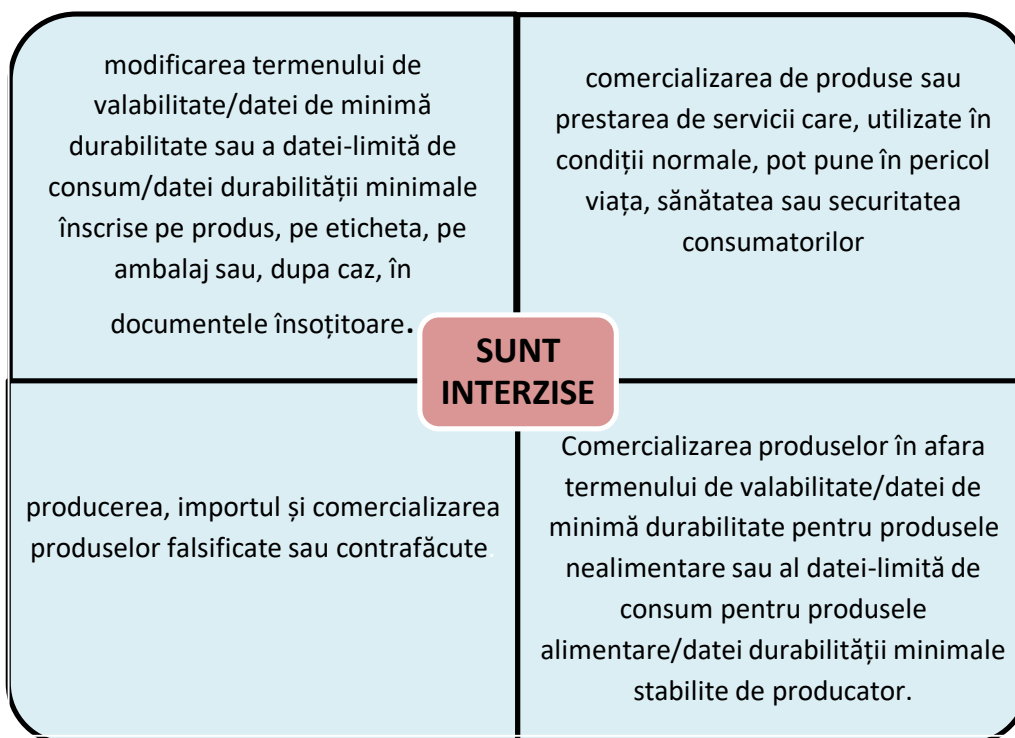 modificarea termenului de
valabilitate/datei de minimă
durabilitate sau a datei-limită de
consum/datei durabilității minimale
înscrise pe produs, pe eticheta, pe
ambalaj sau, dupa caz, în
documentele însoțitoare.
comercializarea de produse sau
prestarea de servicii care, utilizate în
condiții normale, pot pune în pericol
viața, sănătatea sau securitatea
consumatorilor
SUNT
INTERZISE
producerea, importul și comercializarea
produselor falsificate sau contrafăcute.
Comercializarea produselor în afara
termenului de valabilitate/datei de
minimă durabilitate pentru produsele
nealimentare sau al datei-limită de
consum pentru produsele
alimentare/datei durabilității minimale
stabilite de producator.